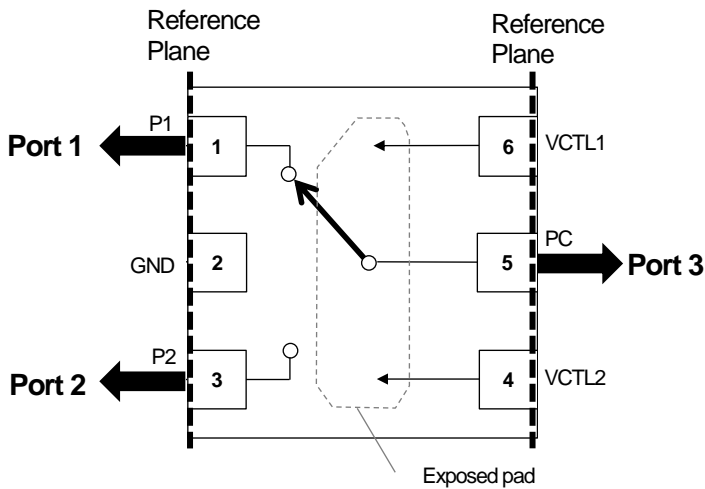 Reference
Plane
Reference
Plane
P1
1
6
VCTL1
Port 1
GND
2
5
PC
Port 3
P2
3
4
VCTL2
Port 2
Exposed pad